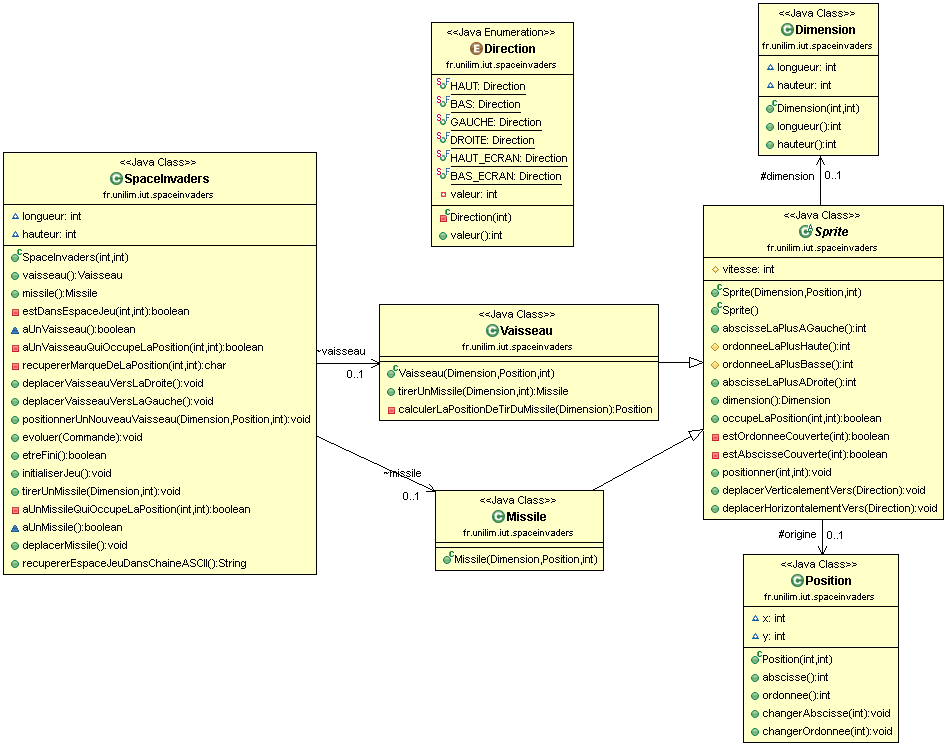 <<Java Class>>
SpaceInvaders
fr.unilim.iut.spaceinvaders
longueur: int
hauteur: int
SpaceInvaders(int,int)
vaisseau():Vaisseau
missile():Missile
estDansEspaceJeu(int,int):boolean
aUnVaisseau():boolean
aUnVaisseauQuiOccupeLaPosition(int,int):boolean
recupererMarqueDeLaPosition(int,int):char
deplacerVaisseauVersLaDroite():void
deplacerVaisseauVersLaGauche():void
positionnerUnNouveauVaisseau(Dimension,Position,int):void
evoluer(Commande):void
etreFini():boolean
initialiserJeu():void
tirerUnMissile(Dimension,int):void
aUnMissileQuiOccupeLaPosition(int,int):boolean
aUnMissile():boolean
deplacerMissile():void
recupererEspaceJeuDansChaineASCII():String
~vaisseau
0..1
~missile
0..1
<<Java Enumeration>>
Direction
fr.unilim.iut.spaceinvaders
HAUT: Direction
BAS: Direction
GAUCHE: Direction
DROITE: Direction
HAUT_ECRAN: Direction
BAS_ECRAN: Direction
valeur: int
Direction(int)
valeur():int
<<Java Class>>
Vaisseau
fr.unilim.iut.spaceinvaders
Vaisseau(Dimension,Position,int)
tirerUnMissile(Dimension,int):Missile
calculerLaPositionDeTirDuMissile(Dimension):Position
<<Java Class>>
Missile
fr.unilim.iut.spaceinvaders
Missile(Dimension,Position,int)
<<Java Class>>
Dimension
fr.unilim.iut.spaceinvaders
longueur: int
hauteur: int
Dimension(int,int)
longueur():int
hauteur():int
#dimension
0..1
<<Java Class>>
Sprite
fr.unilim.iut.spaceinvaders
vitesse: int
Sprite(Dimension,Position,int)
Sprite()
abscisseLaPlusAGauche():int
ordonneeLaPlusHaute():int
ordonneeLaPlusBasse():int
abscisseLaPlusADroite():int
dimension():Dimension
occupeLaPosition(int,int):boolean
estOrdonneeCouverte(int):boolean
estAbscisseCouverte(int):boolean
positionner(int,int):void
deplacerVerticalementVers(Direction):void
deplacerHorizontalementVers(Direction):void
#origine
0..1
<<Java Class>>
Position
fr.unilim.iut.spaceinvaders
x: int
y: int
Position(int,int)
abscisse():int
ordonnee():int
changerAbscisse(int):void
changerOrdonnee(int):void